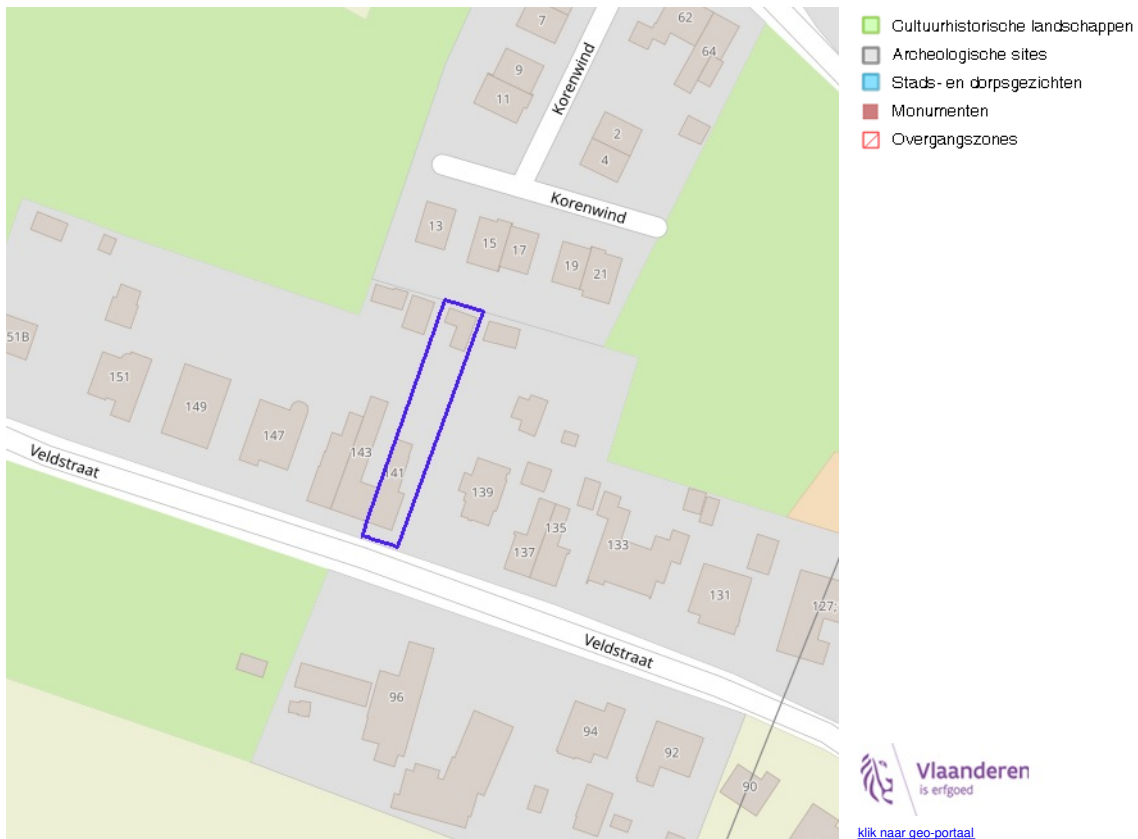 7
62
64
9
11
Korenwind
2
4
Korenwind
13
15
17
19
21
51B
151
149
147
143
141
139
135
137
133
131
127;
Veldstraat
Veldstraat
96
94
92
90
Cultuurhistorische landschappen
Archeologische sites
Stads- en dorpsgezichten
Monumenten
Overgangszones
Vlaanderen
is erfgoed
klik naar geo-portaal